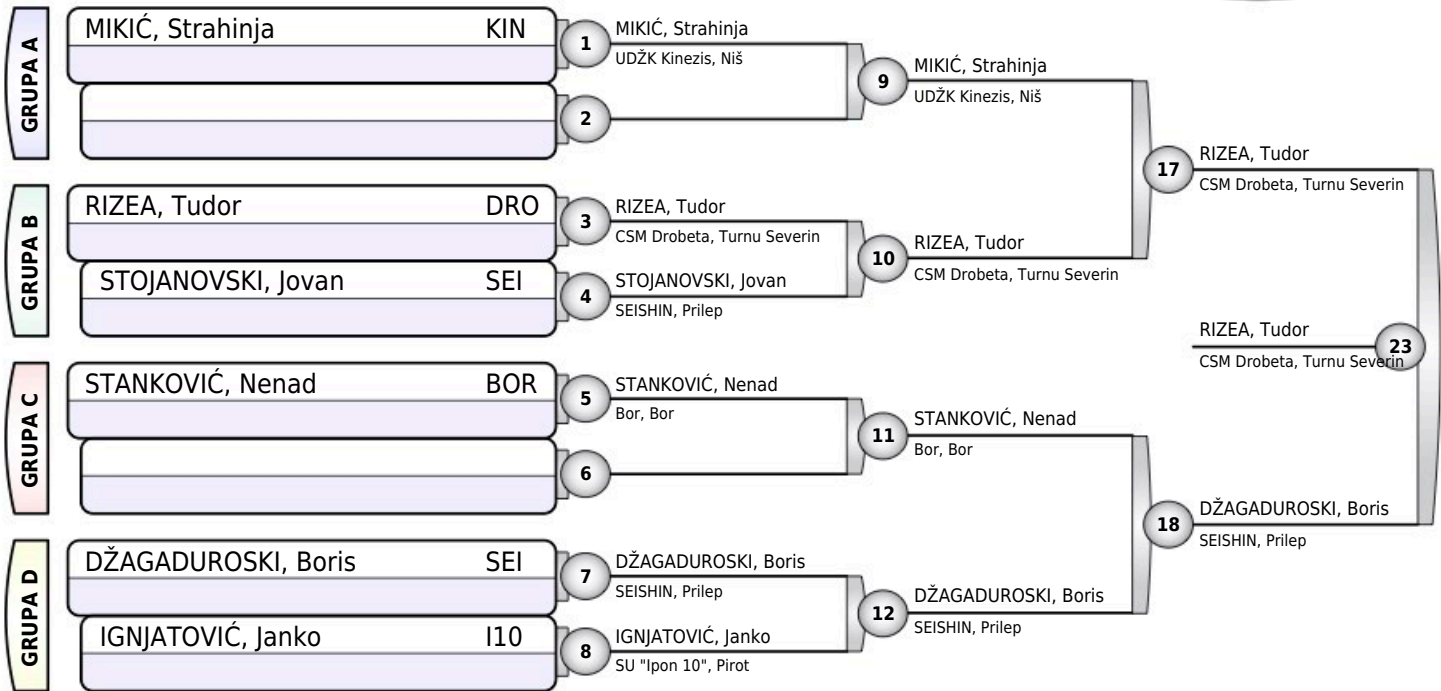 GRUPA A
MIKIĆ, Strahinja KIN
1
MIKIĆ, Strahinja
UDŽK Kinezis, Niš
2
9
MIKIĆ, Strahinja
UDŽK Kinezis, Niš
GRUPA B
RIZEA, Tudor DRO
3
RIZEA, Tudor
CSM Drobeta, Turnu Severin
STOJANOVSKI, Jovan SEI
4
STOJANOVSKI, Jovan
SEISHIN, Prilep
10
RIZEA, Tudor
CSM Drobeta, Turnu Severin
17
RIZEA, Tudor
CSM Drobeta, Turnu Severin
GRUPA C
STANKOVIĆ, Nenad BOR
5
STANKOVIĆ, Nenad
Bor, Bor
6
11
STANKOVIĆ, Nenad
Bor, Bor
GRUPA D
DŽAGADUROSKI, Boris SEI
7
DŽAGADUROSKI, Boris
SEISHIN, Prilep
IGNJATOVIĆ, Janko I10
8
IGNJATOVIĆ, Janko
SU "Ipon 10", Pirot
12
DŽAGADUROSKI, Boris
SEISHIN, Prilep
18
DŽAGADUROSKI, Boris
SEISHIN, Prilep
RIZEA, Tudor
23
CSM Drobeta, Turnu Severin